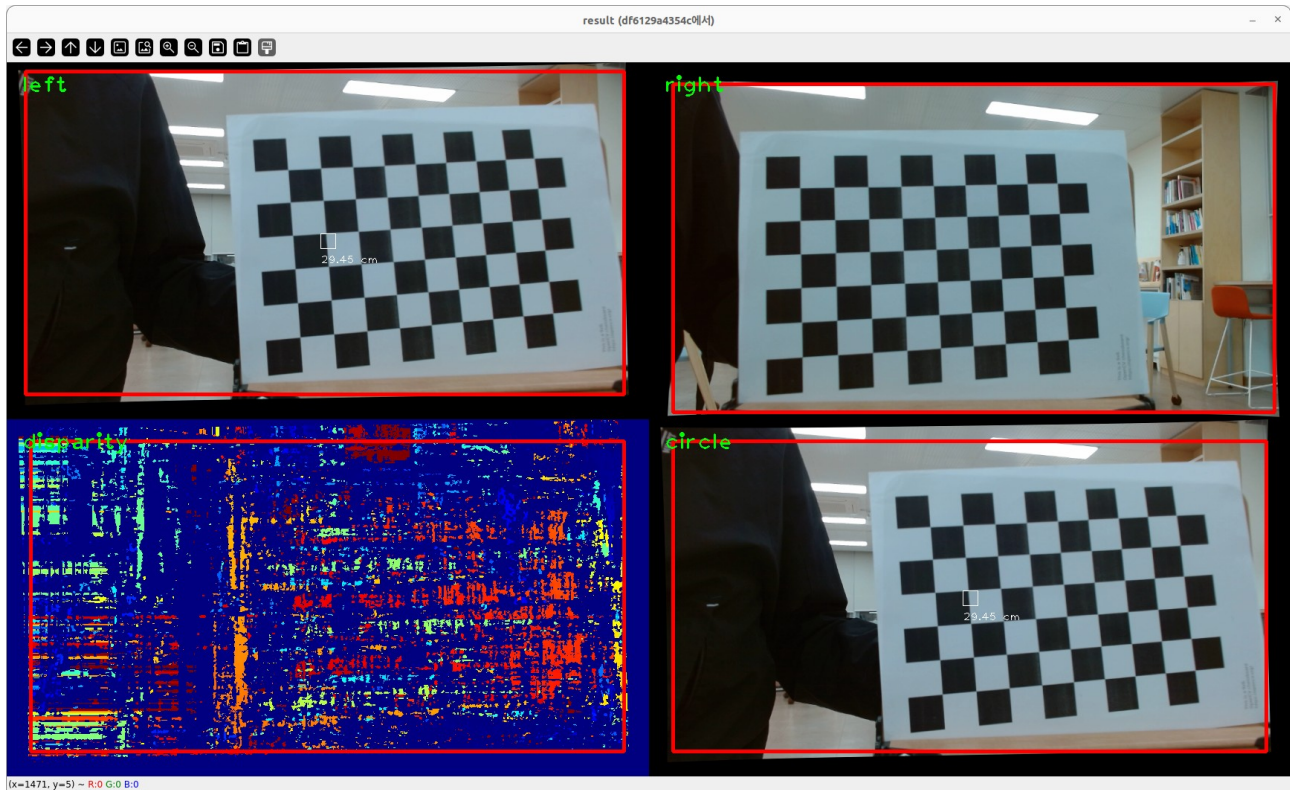 result (df6129a4354c에서)
left
right
29.45 cm
disparity
circle
29.45 cm
(x=1471, y=5) ~ R:0 G:0 B:0